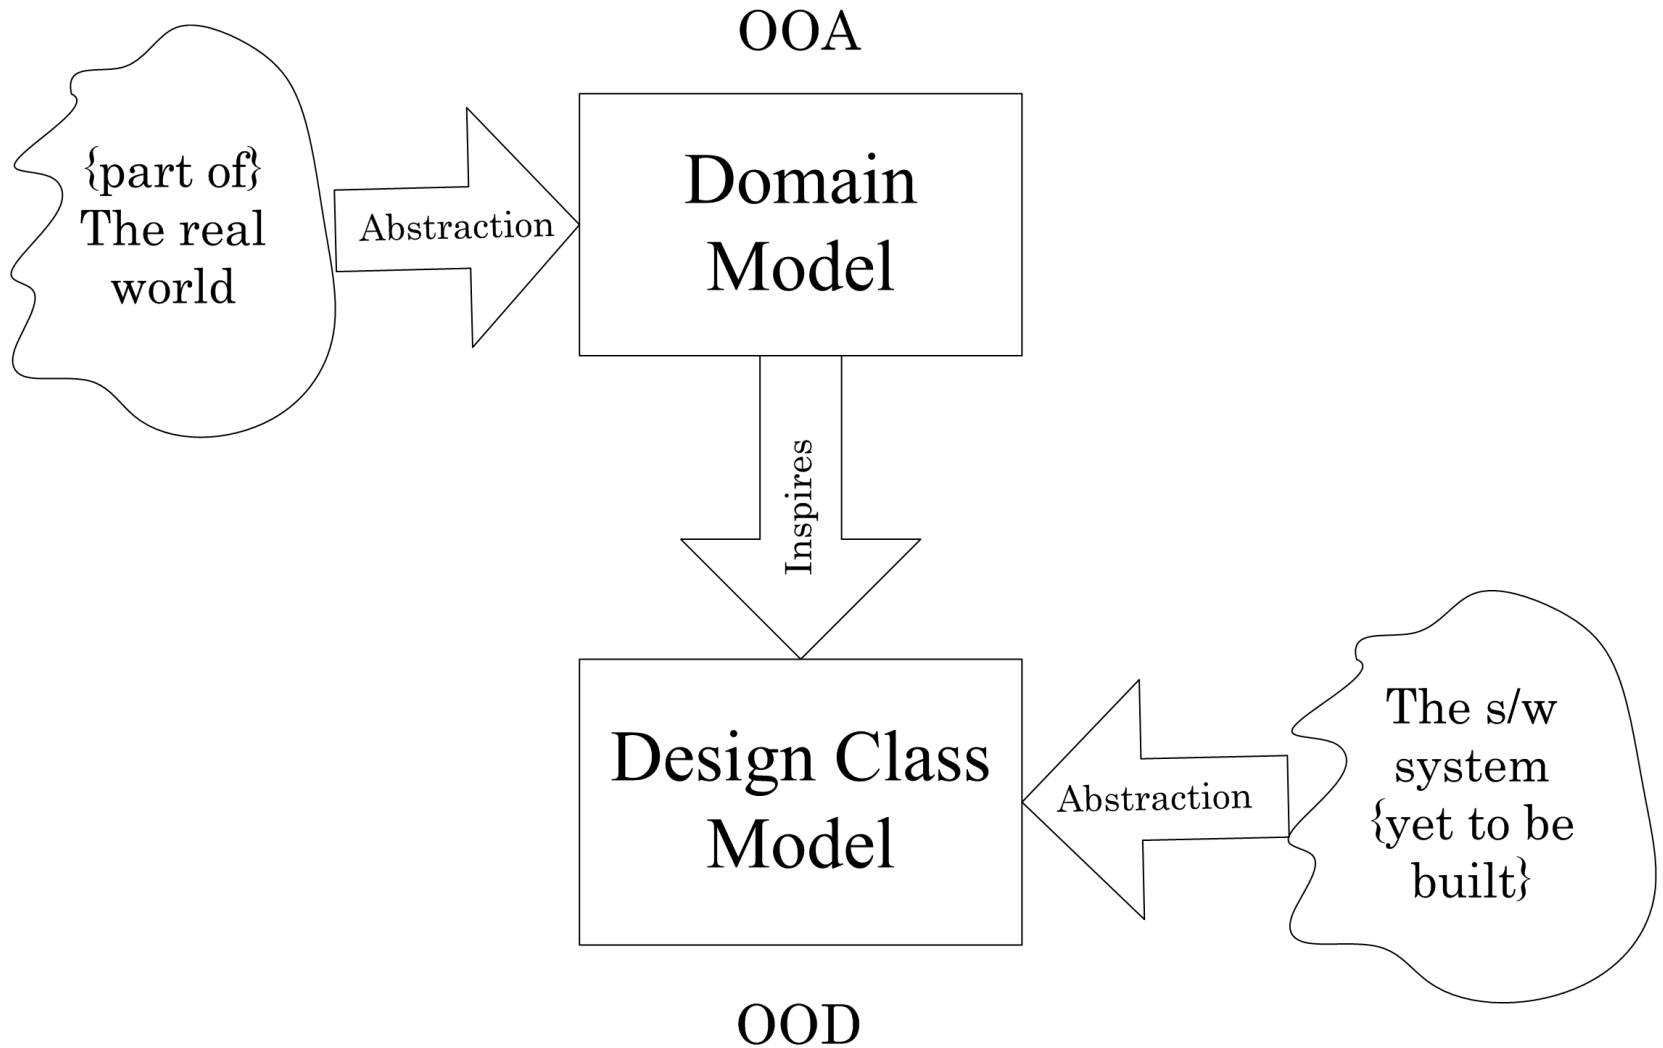 OOA
{part of}
The real
world
Abstraction
Domain
Model
Inspires
Design Class
Model
Abstraction
The s/w
system
{yet to be
built}
OOD